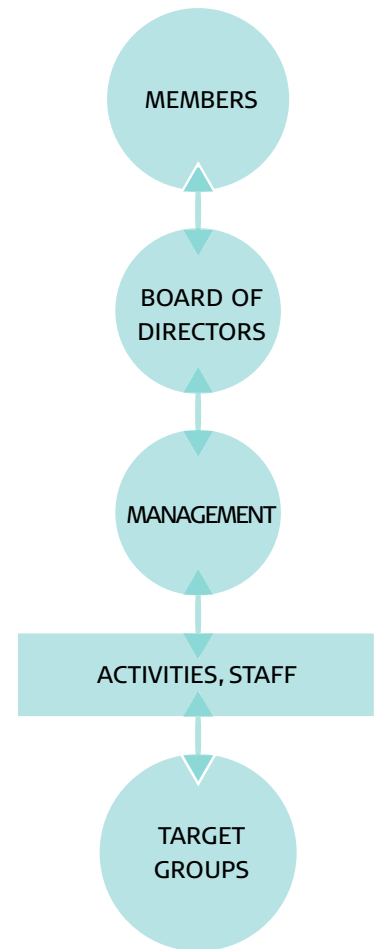 MEMBERS
BOARD OF
DIRECTORS
MANAGEMENT
ACTIVITIES, STAFF
TARGET
GROUPS